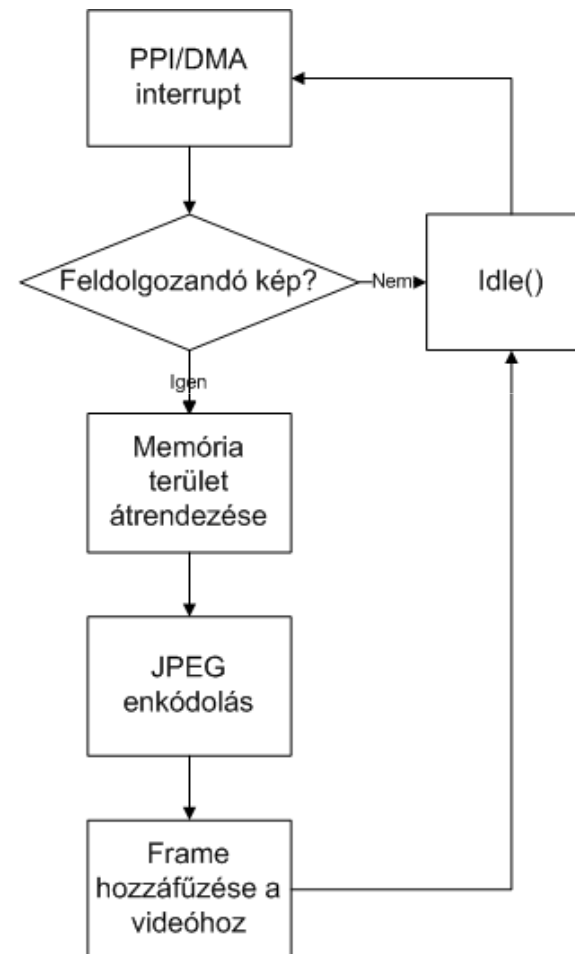 PPI/DMA
interrupt
Feldolgozandó kép?
Nem
Idle()
Igen
Memória
terület
átrendezése
JPEG
enkódolás
Frame
hozzáfűzése a
videóhoz